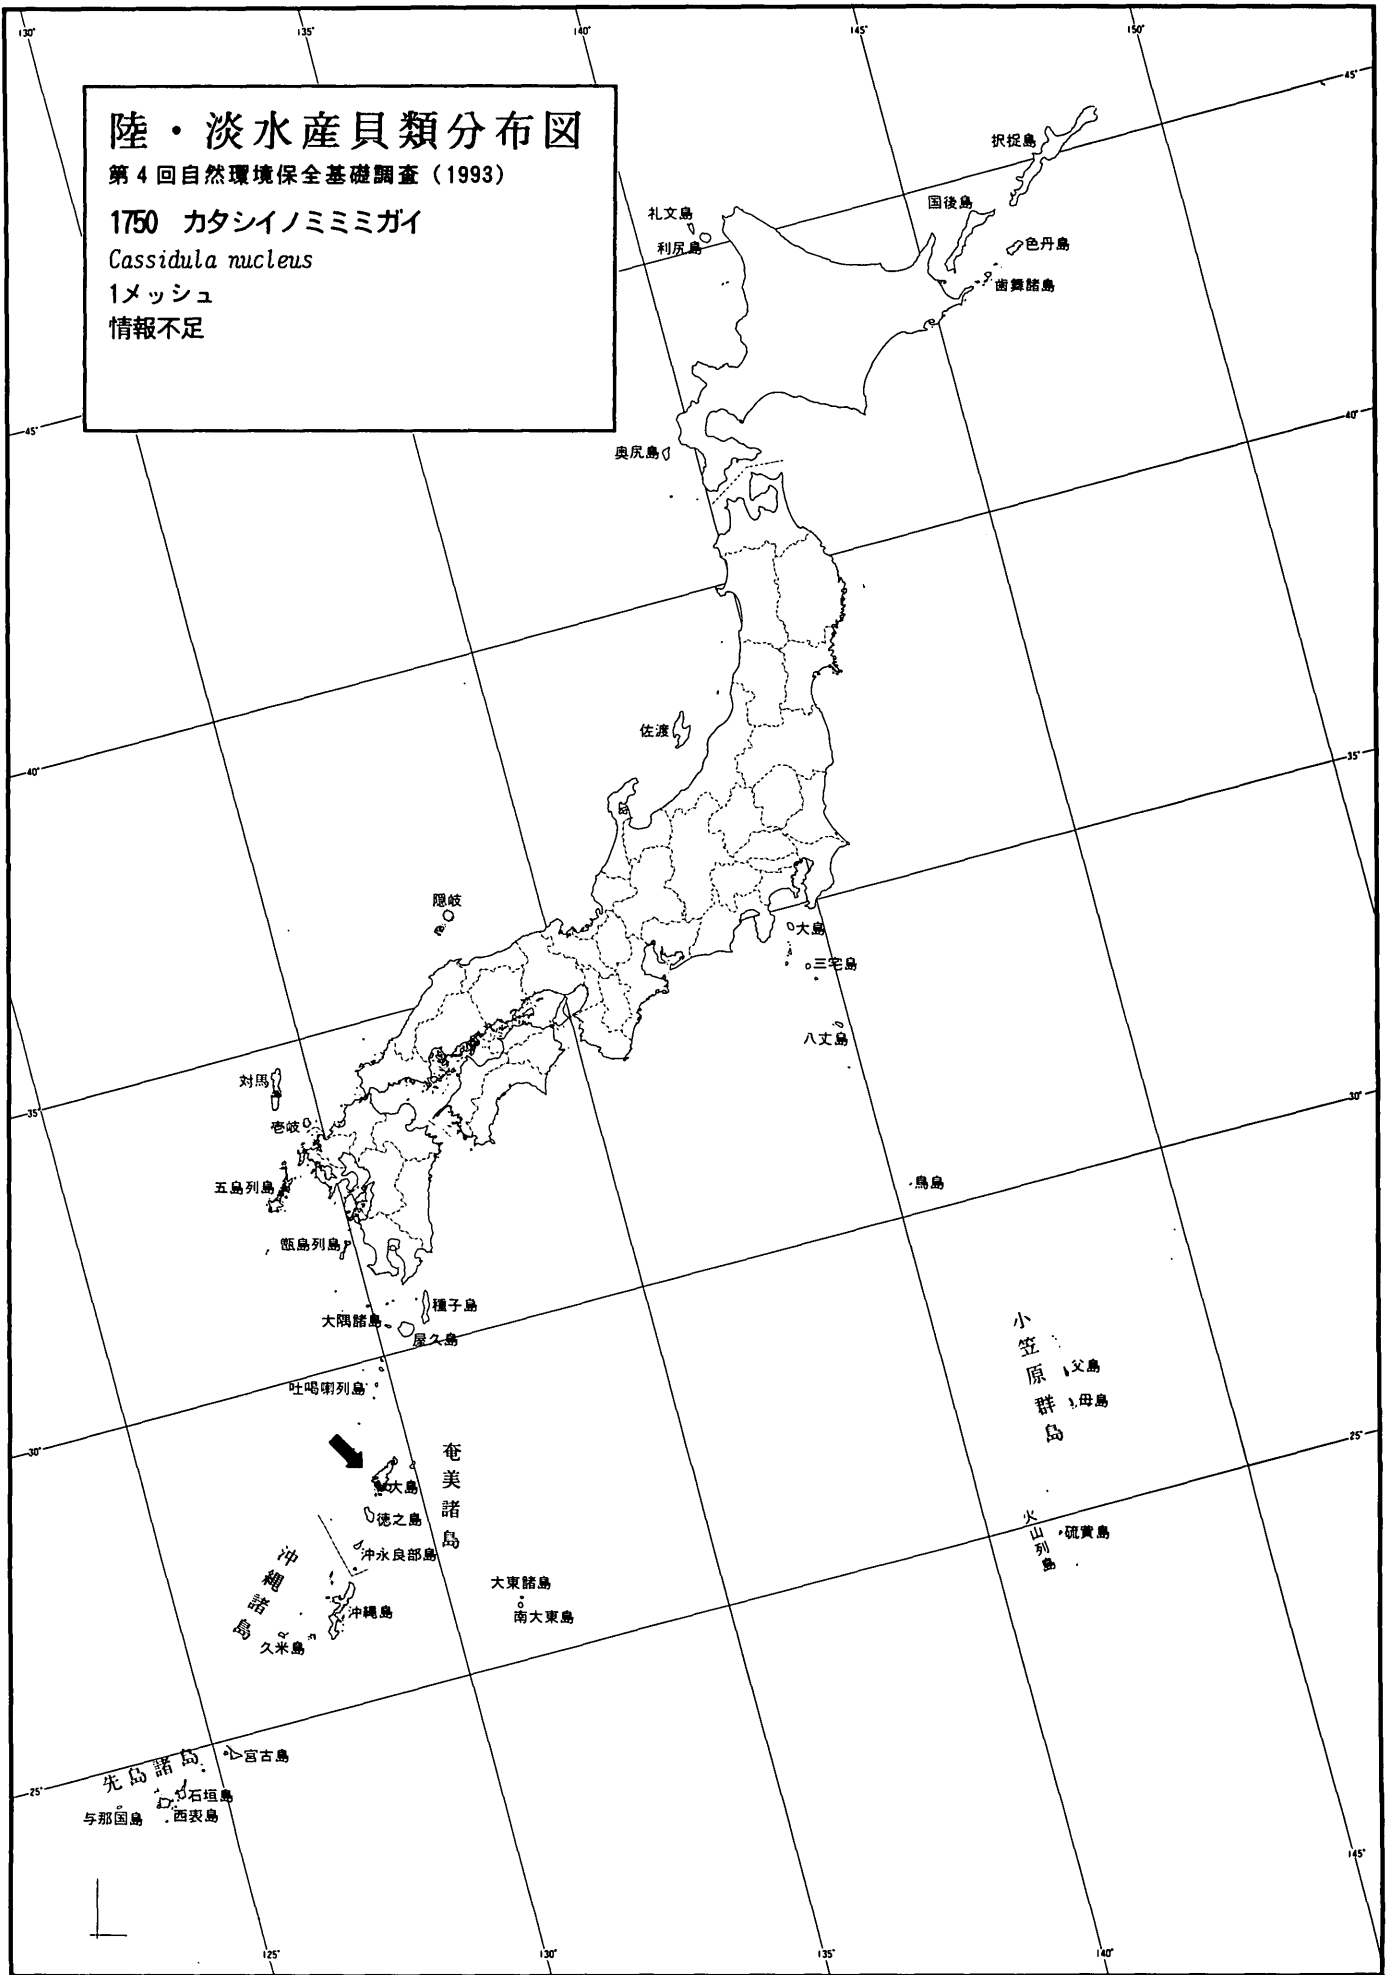 130°
135°
140°
145°
150°
陸・淡水産貝類分布図
第4回自然環境保全基礎調査（1993）
1750 カタシイノミミミガイ
Cassidula nucleus
1メッシュ
情報不足
45°
択捉島
国後島
色丹島
歯舞諸島
礼文島
利尻島
45°
40°
奥尻島
佐渡
40°
35°
隠岐
大島
三宅島
八丈島
対馬
35°
壱岐
30°
五島列島
鳥島
甑島列島
種子島
大隅諸島
屋久島
吐噶喇列島
小笠原群島
父島
母島
30°
25°
奄美諸島
大島
徳之島
沖永良部島
火山列島
硫黄島
沖縄諸島
沖縄島
久米島
大東諸島
南大東島
先島諸島
宮古島
石垣島
西表島
与那国島
25°
145°
125°
130°
135°
140°